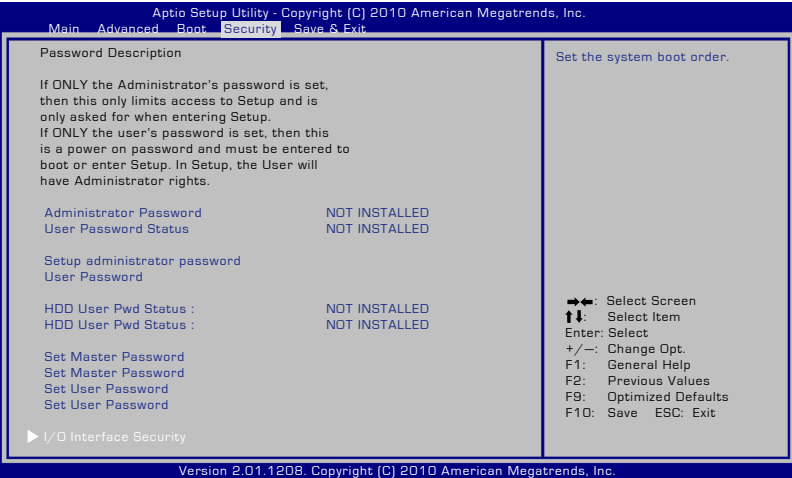 Aptio Setup Utility - Copyright (C) 2010 American Megatrends, Inc.
Main Advanced Boot Security Save & Exit
Password Description
If ONLY the Administrator's password is set,
then this only limits access to Setup and is
only asked for when entering Setup.
If ONLY the user's password is set, then this
is a power on password and must be entered to
boot or enter Setup. In Setup, the User will
have Administrator rights.
Administrator Password NOT INSTALLED
User Password Status NOT INSTALLED
Setup administrator password
User Password
HDD User Pwd Status : NOT INSTALLED
HDD User Pwd Status : NOT INSTALLED
Set Master Password
Set Master Password
Set User Password
Set User Password
I/O Interface Security
Set the system boot order.
→←: Select Screen
↑↓: Select Item
Enter: Select
+/—: Change Opt.
F1: General Help
F2: Previous Values
F9: Optimized Defaults
F10: Save ESC: Exit
Version 2.01.1208. Copyright (C) 2010 American Megatrends, Inc.